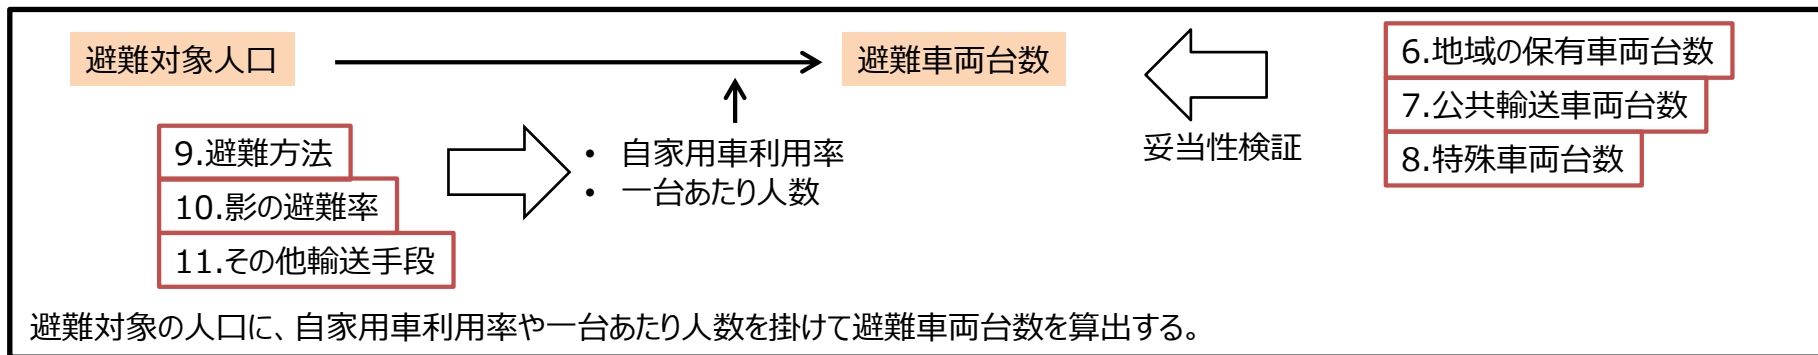 避難対象人口
避難車両台数
6.地域の保有車両台数
7.公共輸送車両台数
8.特殊車両台数
妥当性検証
9.避難方法
10.影の避難率
11.その他輸送手段
• 自家用車利用率
• 一台あたり人数
避難対象の人口に、自家用車利用率や一台あたり人数を掛けて避難車両台数を算出する。